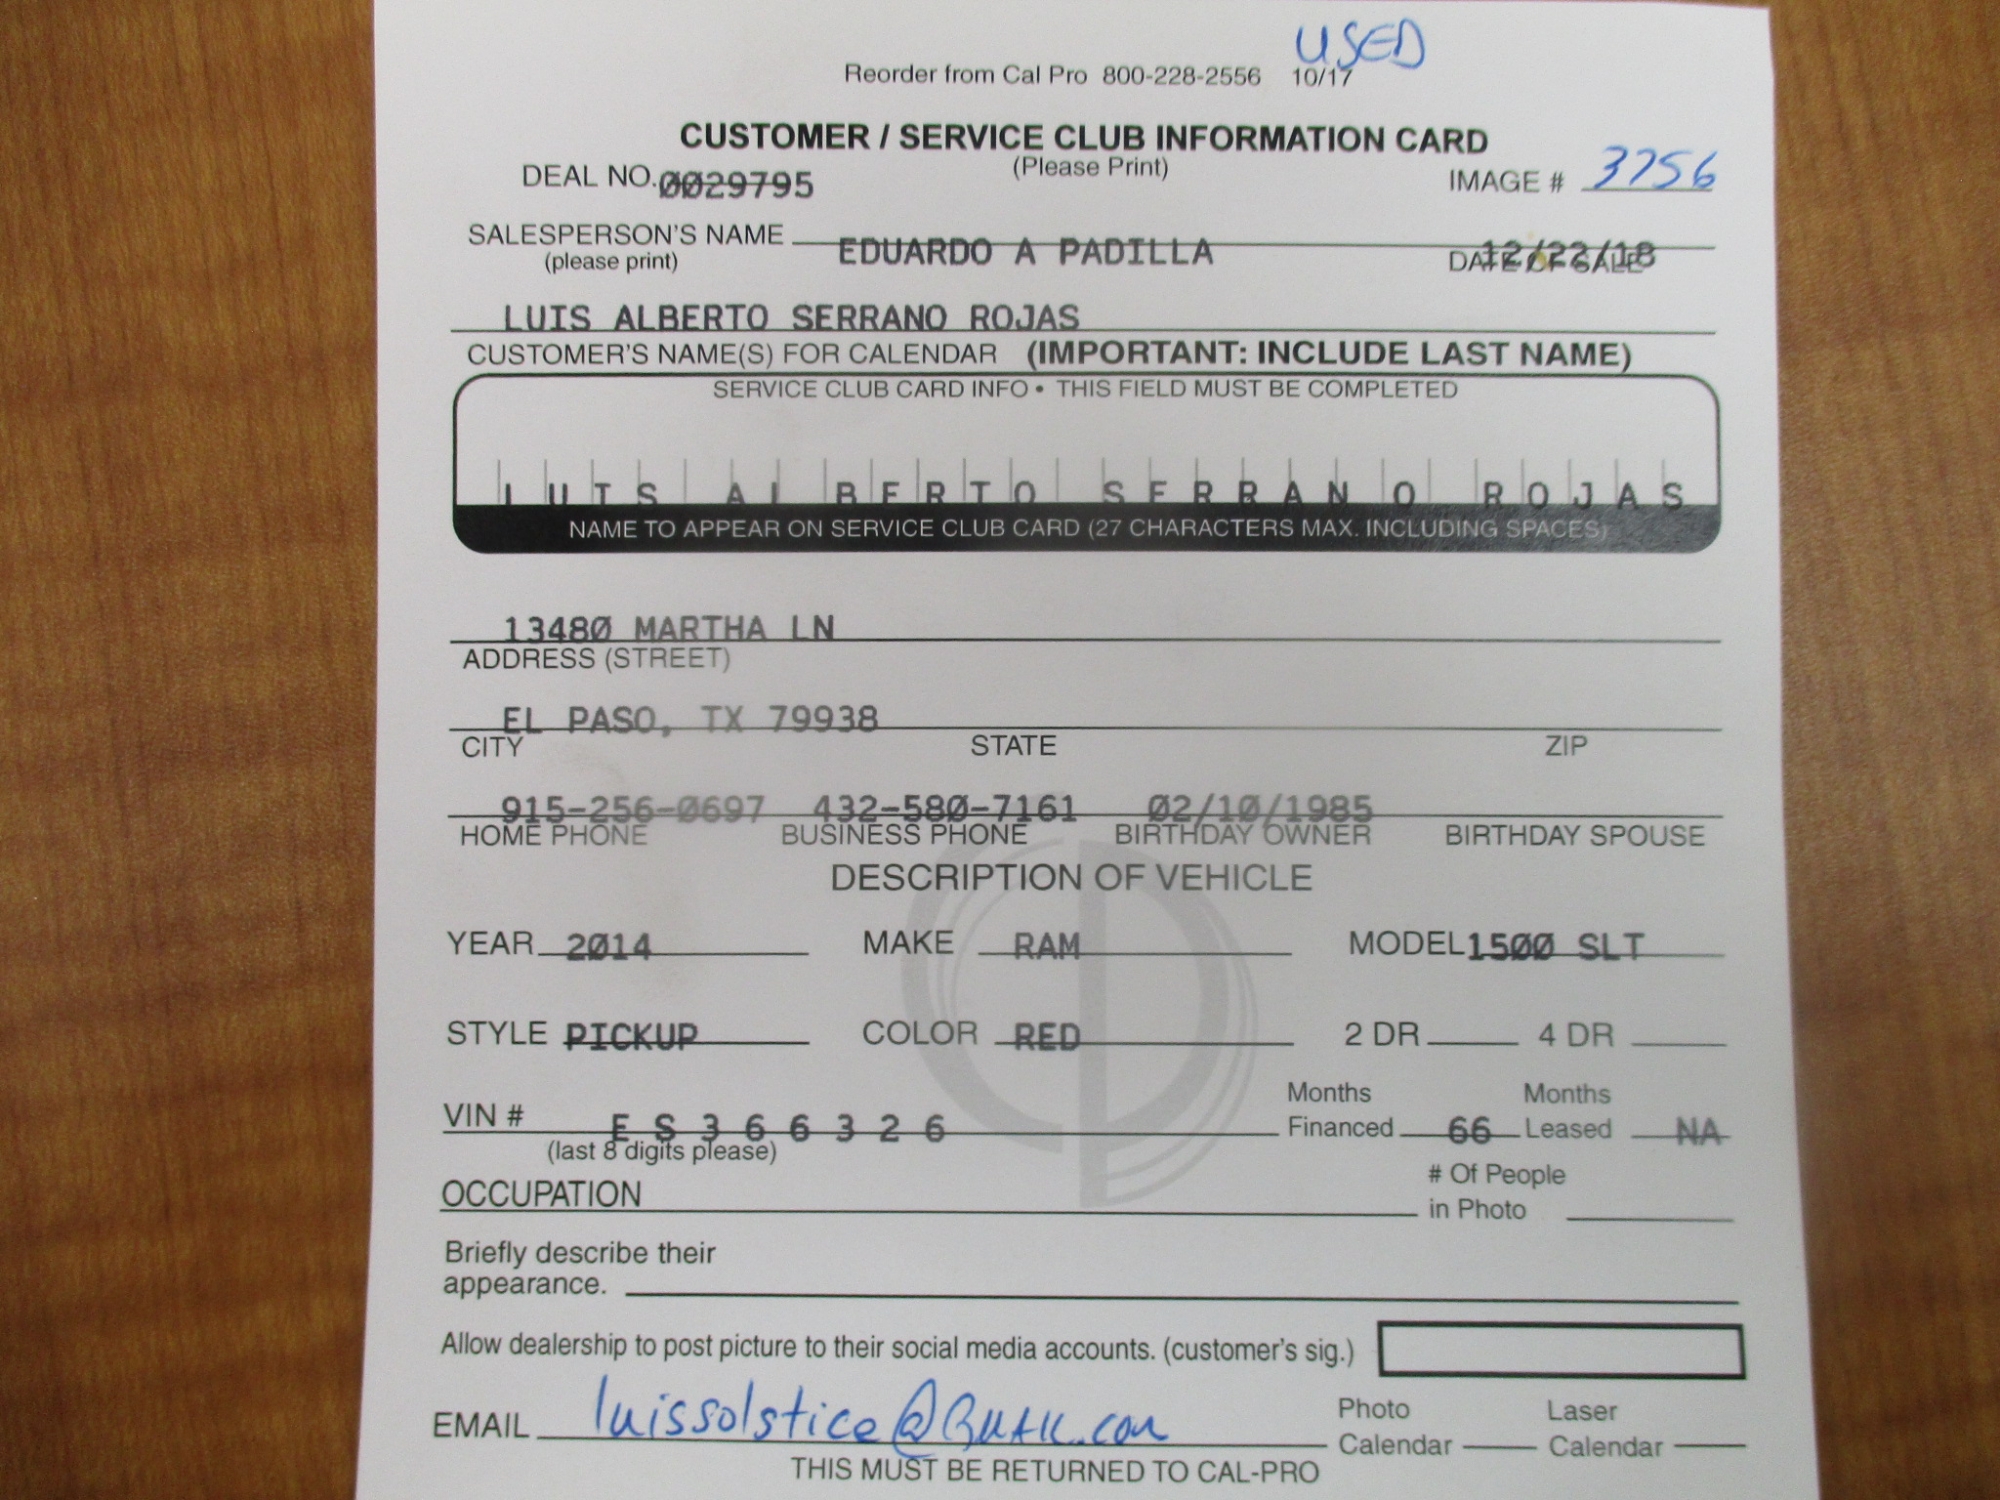 USED
Reorder from Cal Pro 800-228-2556 10/17
CUSTOMER / SERVICE CLUB INFORMATION CARD
(Please Print)
DEAL NO. 0029795 IMAGE # 3756
SALESPERSON'S NAME EDUARDO A PADILLA
(please print) DATE OF SALE 12/22/18
LUIS ALBERTO SERRANO ROJAS
CUSTOMER'S NAME(S) FOR CALENDAR (IMPORTANT: INCLUDE LAST NAME)
SERVICE CLUB CARD INFO • THIS FIELD MUST BE COMPLETED
LUIS ALBERTO SERRANO ROJAS
NAME TO APPEAR ON SERVICE CLUB CARD (27 CHARACTERS MAX. INCLUDING SPACES)
13480 MARTHA LN
ADDRESS (STREET)
EL PASO, TX 79938
CITY STATE ZIP
915-256-0697 432-580-7161 02/10/1985
HOME PHONE BUSINESS PHONE BIRTHDAY OWNER BIRTHDAY SPOUSE
DESCRIPTION OF VEHICLE
YEAR 2014 MAKE RAM MODEL 1500 SLT
STYLE PICKUP COLOR RED 2 DR 4 DR
VIN # E S 3 6 6 3 2 6 Months Financed 66 Months Leased NA
(last 8 digits please)
OCCUPATION # Of People in Photo
Briefly describe their
appearance.
Allow dealership to post picture to their social media accounts. (customer's sig.)
EMAIL Photo Calendar Laser Calendar
THIS MUST BE RETURNED TO CAL-PRO